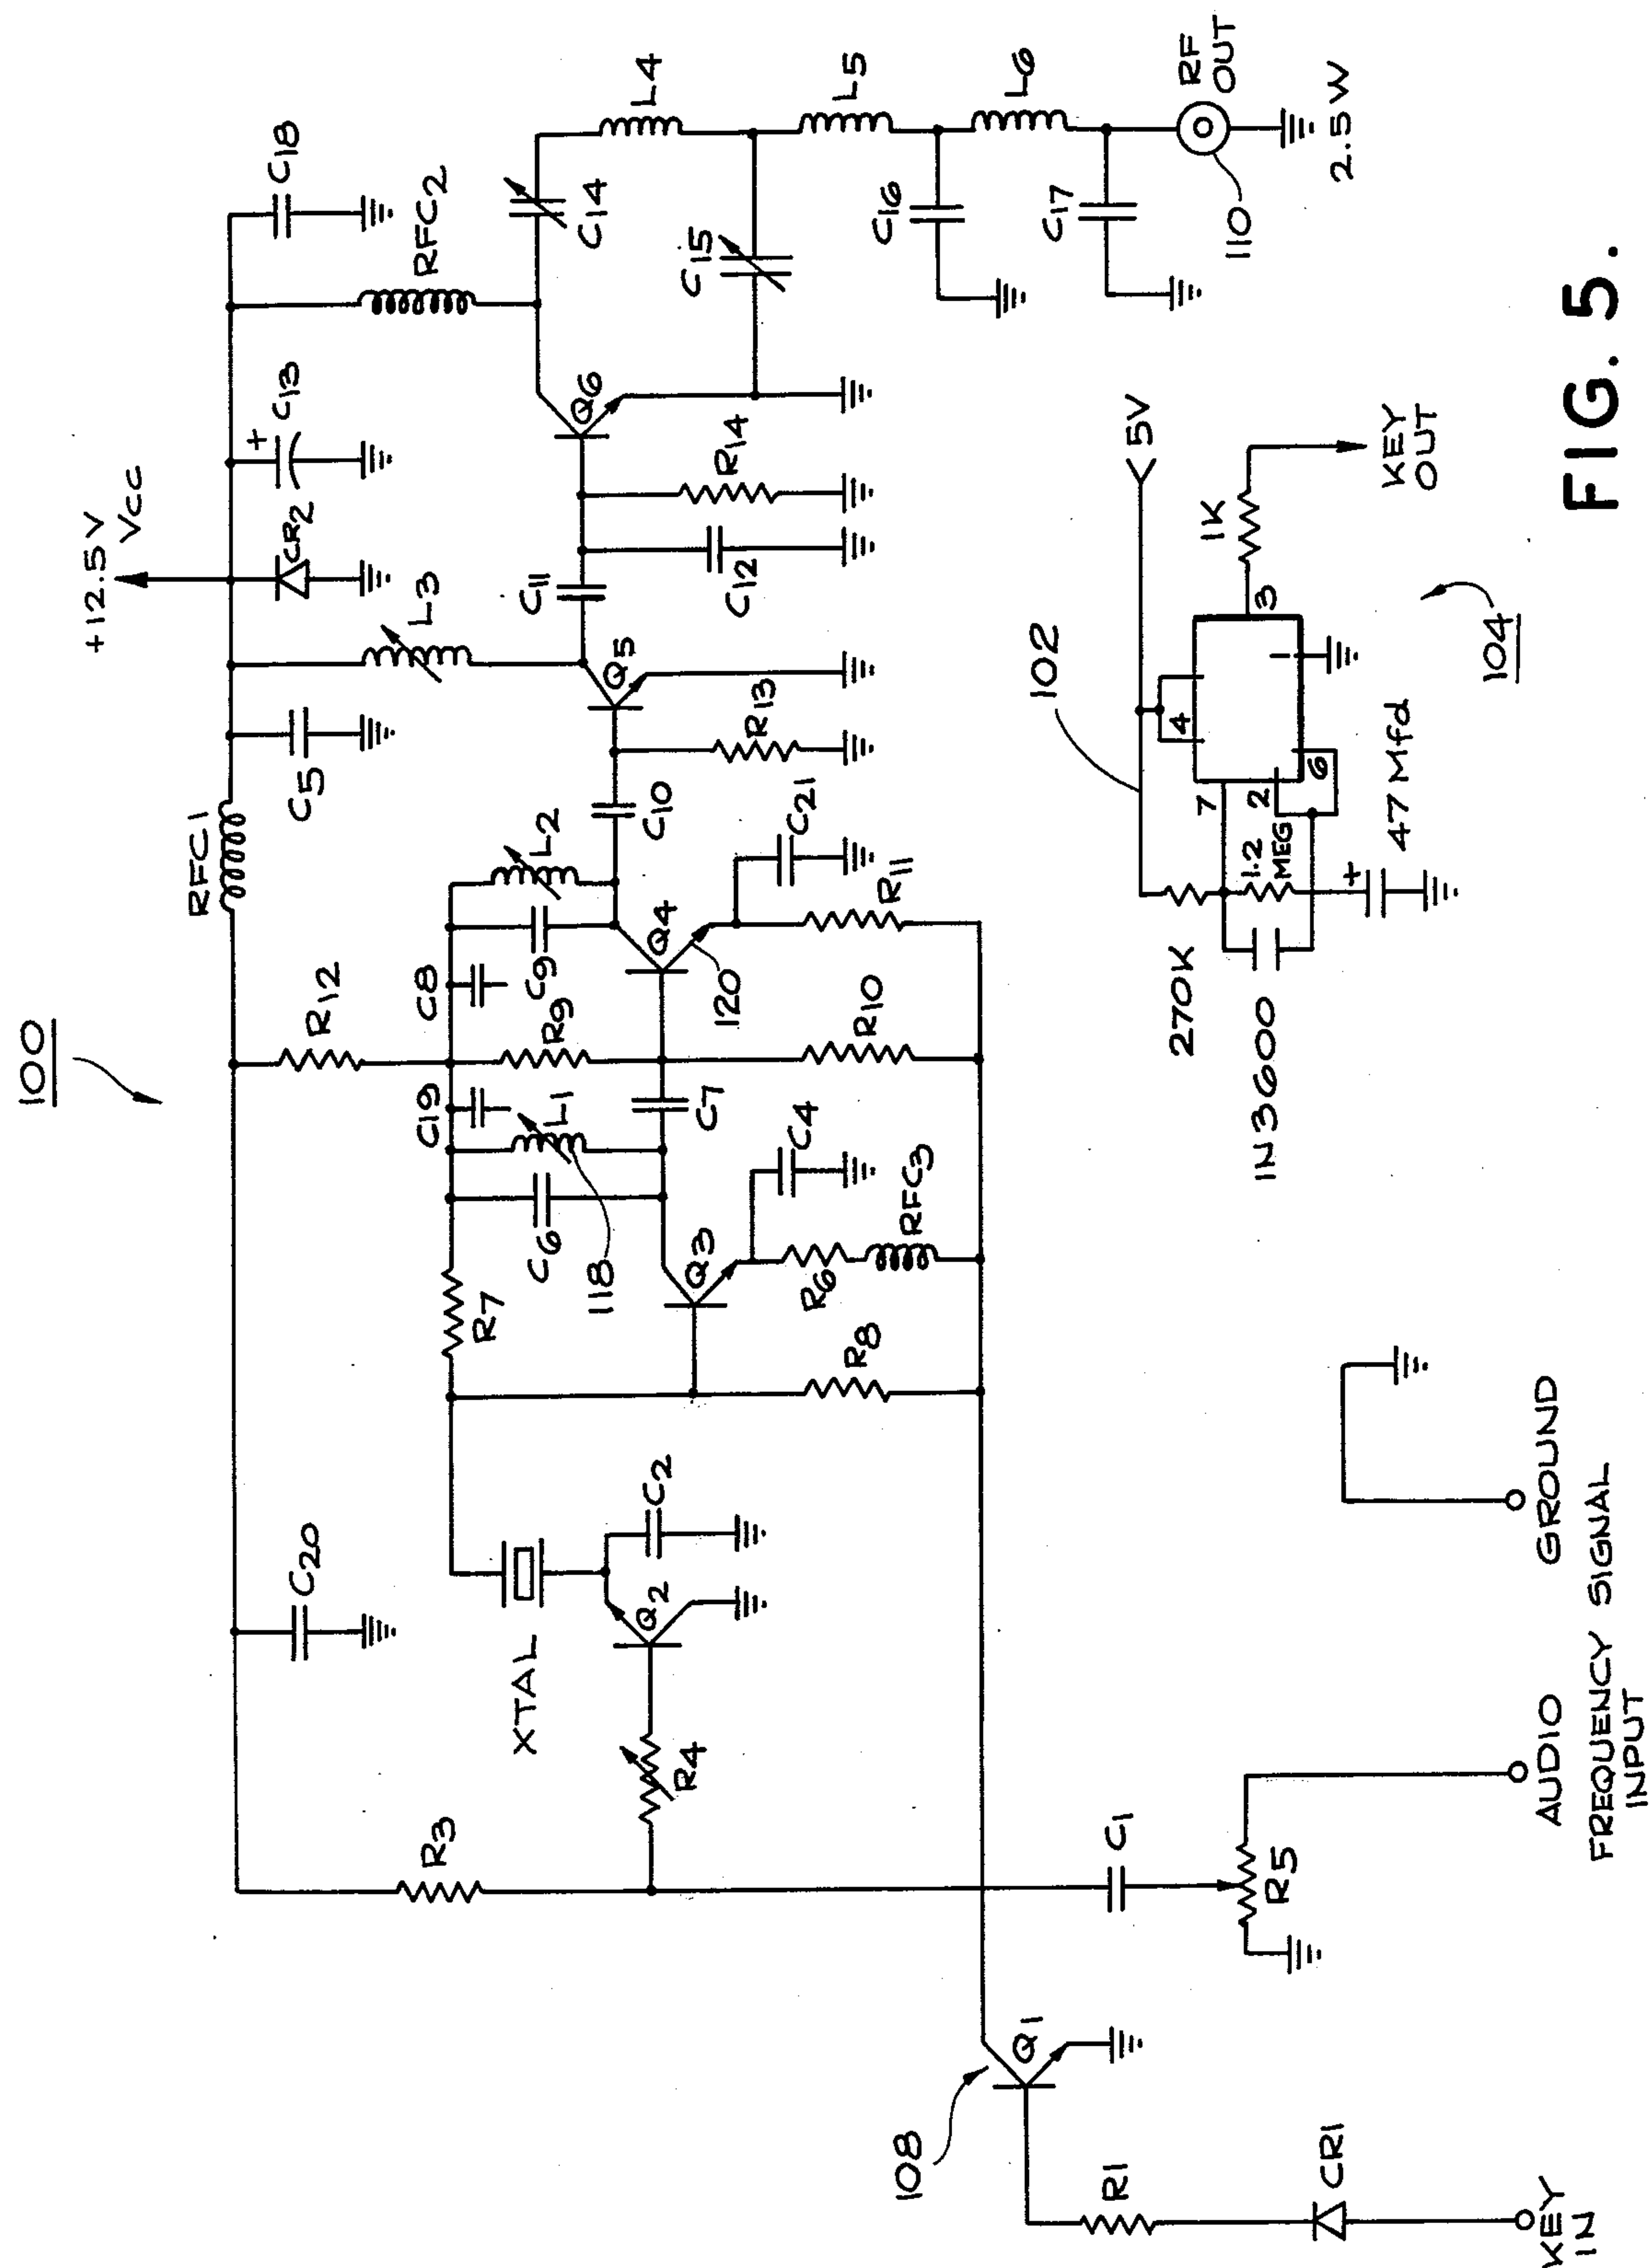 100
+12.5V
Vcc
RFC1
C5
L3
CR2
C13
+
RFC2
C18
C20
R3
R12
C14
L4
C15
L5
C16
L6
C17
RF
OUT
110
2.5W
XTAL
R4
Q2
C2
R7
C6
118
L1
C19
C8
R9
C9
L2
C7
Q3
Q4
120
C10
Q5
C11
C12
R14
Q6
R13
C21
R8
R6
RFC3
C4
R10
R11
108
Q1
R1
CR1
KEY
IN
C1
R5
AUDIO
FREQUENCY SIGNAL
INPUT
GROUND
102
<5V
270K
1N3600
1.2
MEG
+
47 Mfd
7
4
2
6
1
3
1K
KEY
OUT
104
FIG. 5.